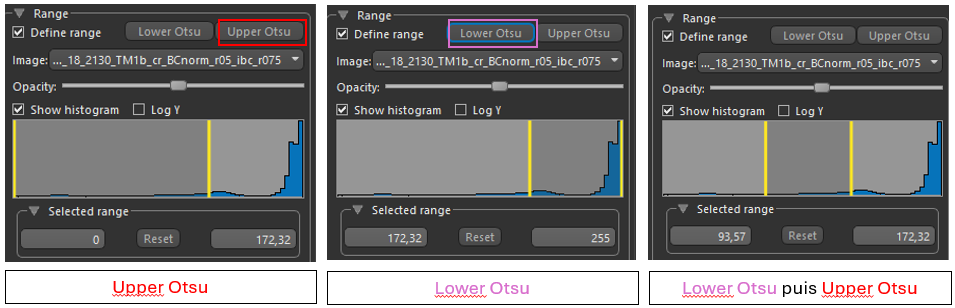 Range
Define range Lower Otsu Upper Otsu
Image: ..._18_2130_TM1b_cr_BCnorm_r05_ibc_r075
Opacity:
Show histogram Log Y
Selected range
0 Reset 172,32
Upper Otsu
Range
Define range Lower Otsu Upper Otsu
Image: ..._18_2130_TM1b_cr_BCnorm_r05_ibc_r075
Opacity:
Show histogram Log Y
Selected range
172,32 Reset 255
Lower Otsu
Range
Define range Lower Otsu Upper Otsu
Image: ..._18_2130_TM1b_cr_BCnorm_r05_ibc_r075
Opacity:
Show histogram Log Y
Selected range
93,57 Reset 172,32
Lower Otsu puis Upper Otsu